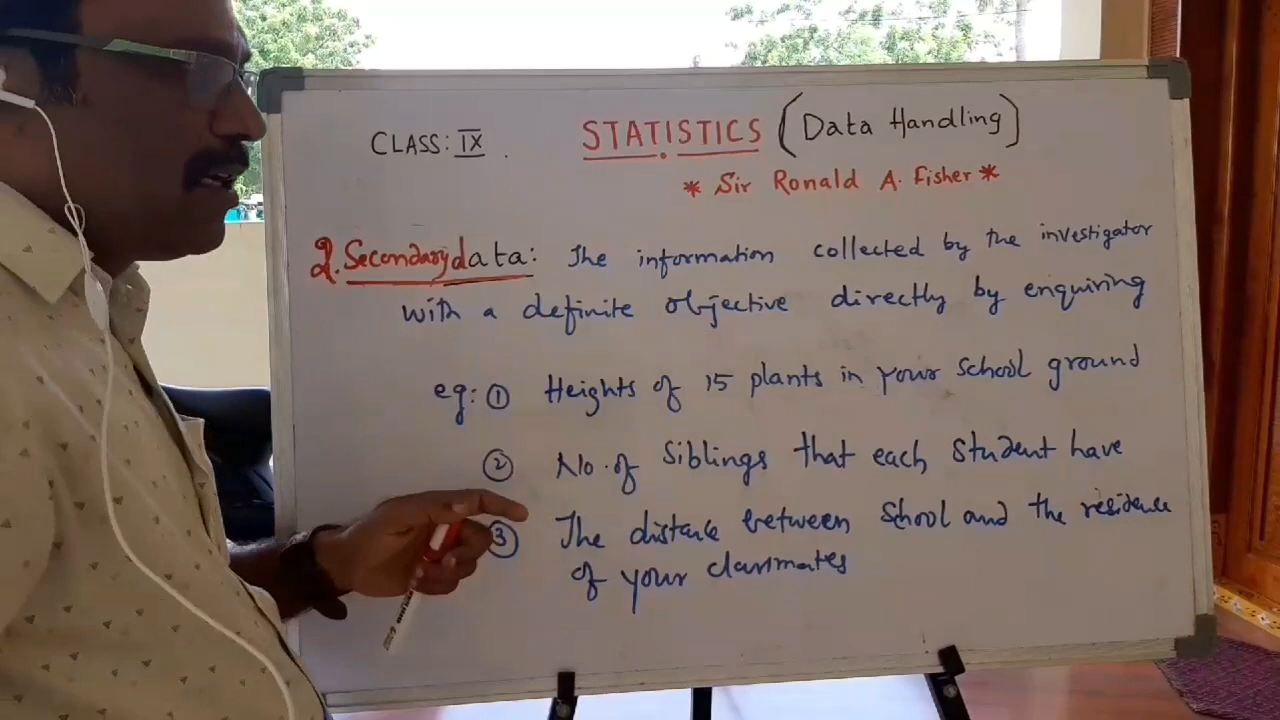 CLASS: IX . STATISTICS (Data Handling)
* Sir Ronald A. Fisher *
2. Secondary data: The information collected by the investigator
with a definite objective directly by enquiring
eg: ① Heights of 15 plants in your school ground
② No. of Siblings that each student have
③ The distance between School and the residence
of your classmates